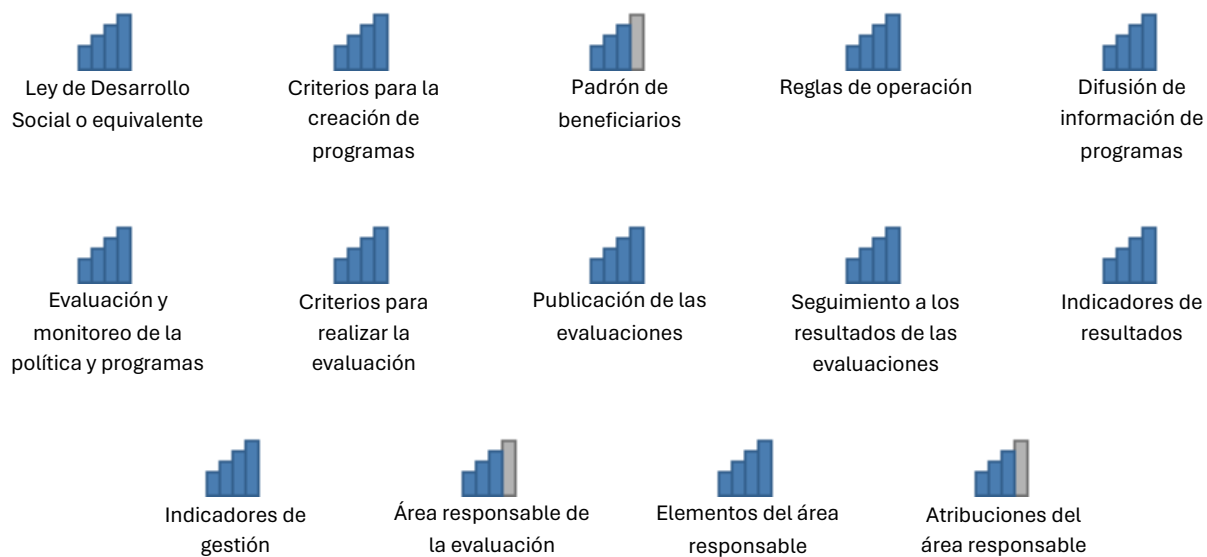 Ley de Desarrollo
Social o equivalente
Criterios para la
creación de
programas
Padrón de
beneficiarios
Reglas de operación
Difusión de
información de
programas
Evaluación y
monitoreo de la
política y programas
Criterios para
realizar la
evaluación
Publicación de las
evaluaciones
Seguimiento a los
resultados de las
evaluaciones
Indicadores de
resultados
Indicadores de
gestión
Área responsable de
la evaluación
Elementos del área
responsable
Atribuciones del
área responsable